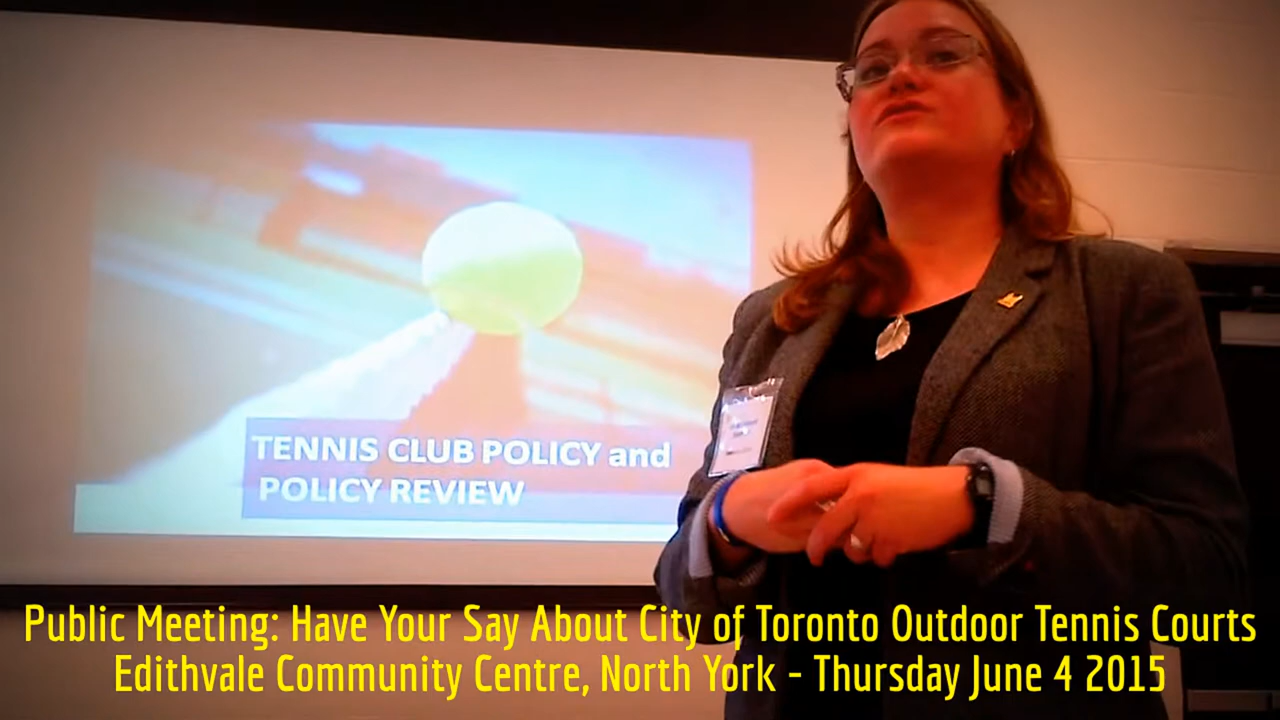 TENNIS CLUB POLICY and
POLICY REVIEW
Public Meeting: Have Your Say About City of Toronto Outdoor Tennis Courts
Edithvale Community Centre, North York - Thursday June 4 2015